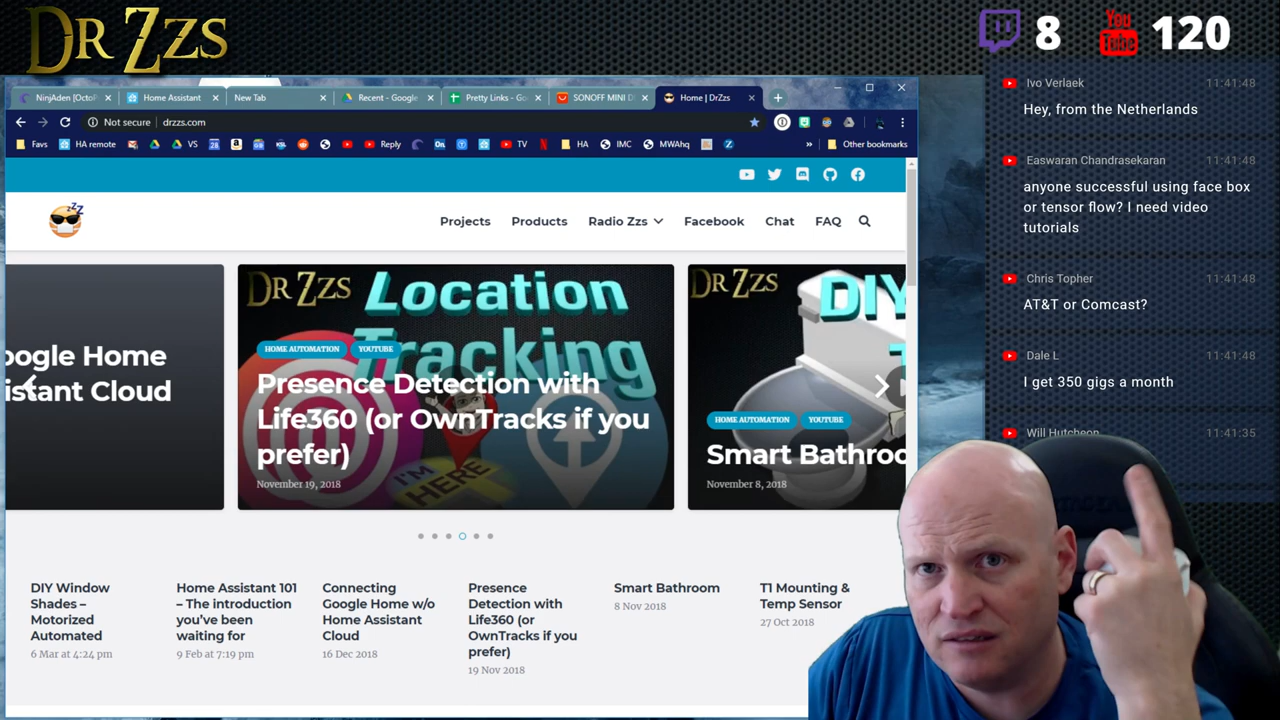 DR ZZS
8
You Tube
120
NinjAden [OctoP
Home Assistant
New Tab
Recent - Google
Pretty Links - Go
SONOFF MINI D
Home | DrZzs
Not secure
drzzs.com
Favs
HA remote
VS
Reply
TV
HA
IMC
MWAhq
Other bookmarks
Projects
Products
Radio Zzs
Facebook
Chat
FAQ
oogle Home
istant Cloud
DR ZZS
Location
Tracking
HOME AUTOMATION
YOUTUBE
Presence Detection with
Life360 (or OwnTracks if you
prefer)
I'M
HERE
November 19, 2018
DR ZZS
DIY
HOME AUTOMATION
YOUTUBE
Smart Bathroo
November 8, 2018
DIY Window
Shades –
Motorized
Automated
6 Mar at 4:24 pm
Home Assistant 101
– The introduction
you've been
waiting for
9 Feb at 7:19 pm
Connecting
Google Home w/o
Home Assistant
Cloud
16 Dec 2018
Presence
Detection with
Life360 (or
OwnTracks if you
prefer)
19 Nov 2018
Smart Bathroom
8 Nov 2018
T1 Mounting &
Temp Sensor
27 Oct 2018
Ivo Verlaek
11:41:48
Hey, from the Netherlands
Easwaran Chandrasekaran
11:41:48
anyone successful using face box
or tensor flow? I need video
tutorials
Chris Topher
11:41:48
AT&T or Comcast?
Dale L
11:41:48
I get 350 gigs a month
Will Hutcheon
11:41:35